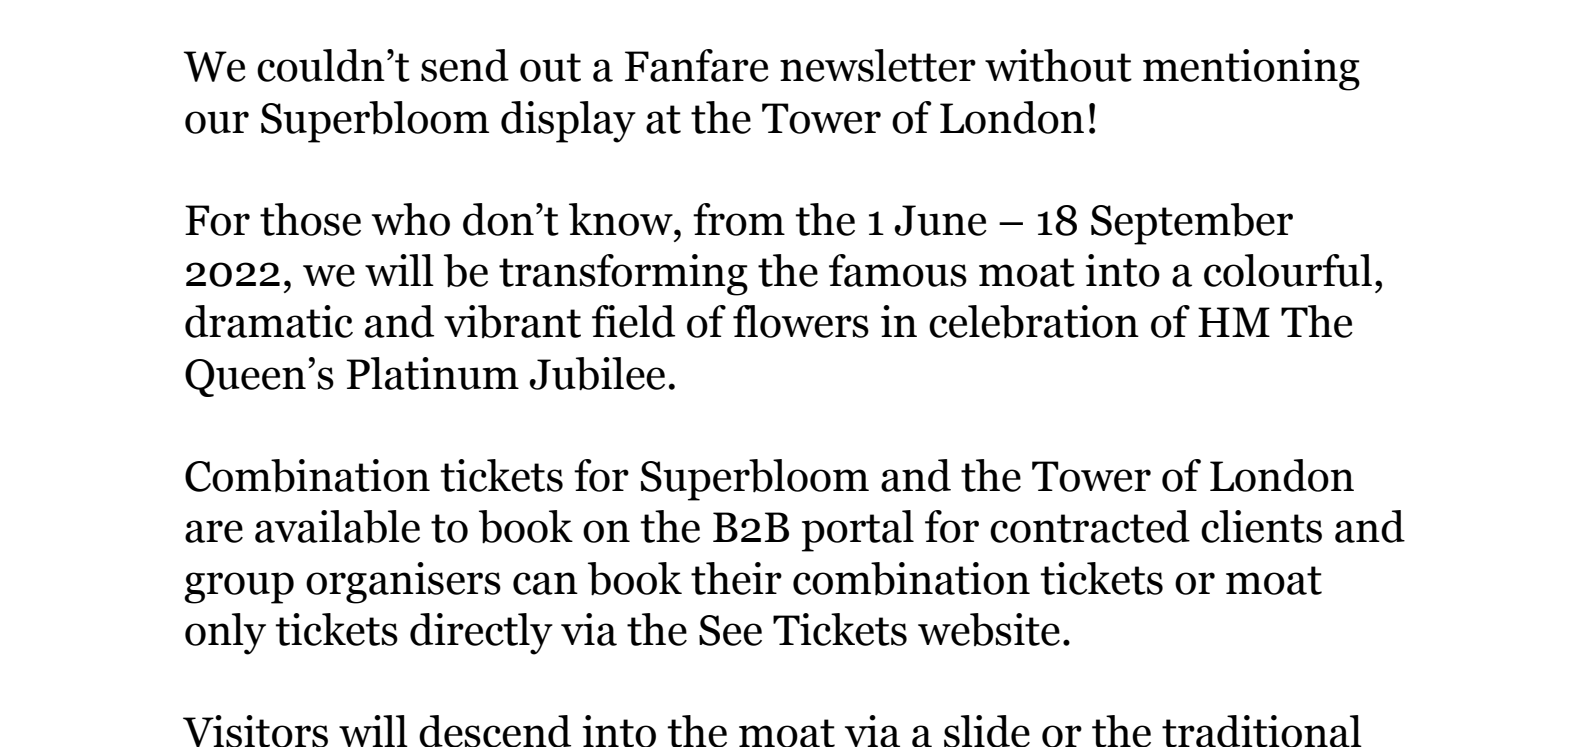 We couldn’t send out a Fanfare newsletter without mentioning
our Superbloom display at the Tower of London!
For those who don’t know, from the 1 June – 18 September
2022, we will be transforming the famous moat into a colourful,
dramatic and vibrant field of flowers in celebration of HM The
Queen’s Platinum Jubilee.
Combination tickets for Superbloom and the Tower of London
are available to book on the B2B portal for contracted clients and
group organisers can book their combination tickets or moat
only tickets directly via the See Tickets website.
Visitors will descend into the moat via a slide or the traditional